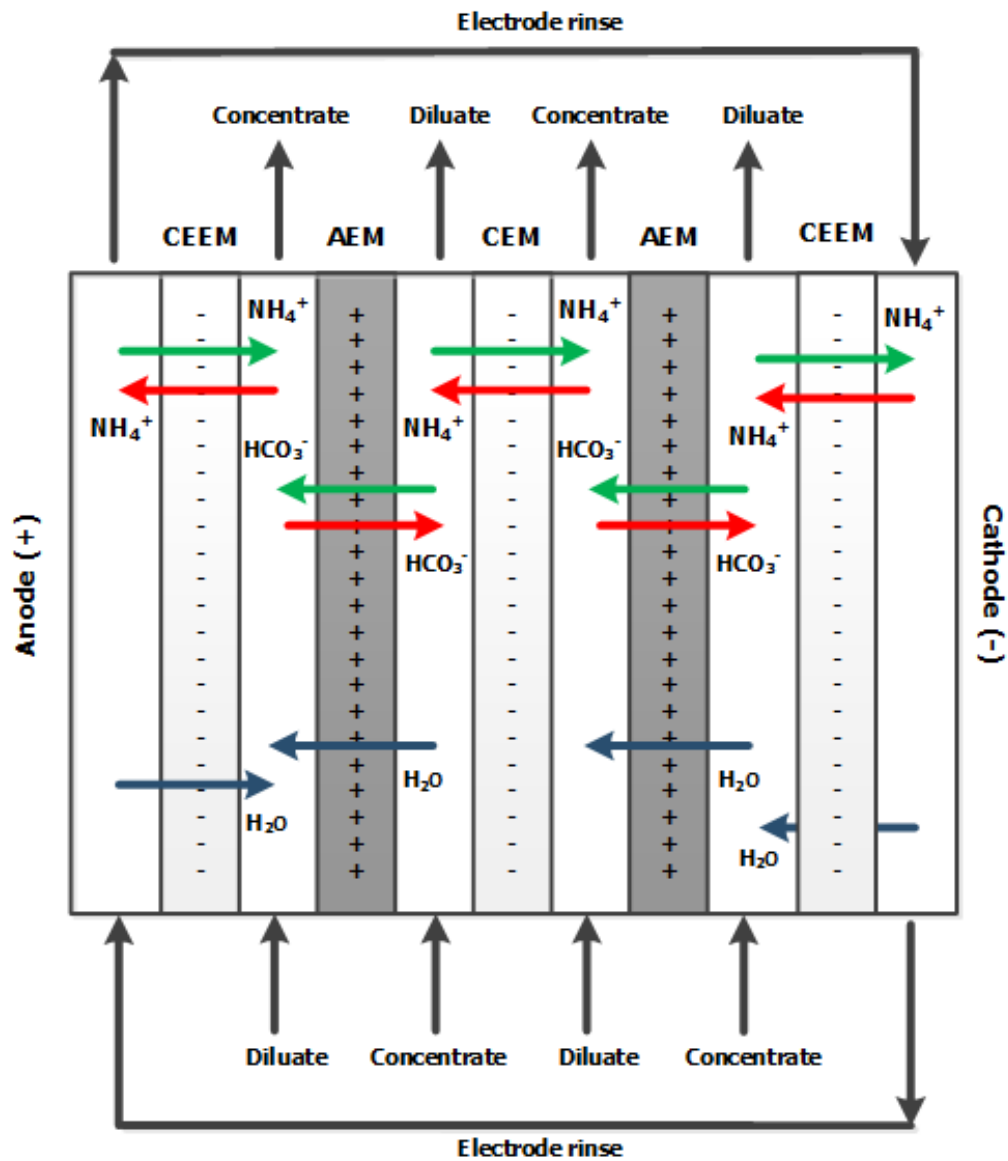 Electrode rinse
Concentrate Diluate Concentrate Diluate
CEEM AEM CEM AEM CEEM
NH₄⁺ NH₄⁺ NH₄⁺
NH₄⁺ NH₄⁺ NH₄⁺
HCO₃⁻ HCO₃⁻
HCO₃⁻ HCO₃⁻
Anode (+)
Cathode (-)
H₂O H₂O
H₂O H₂O
Diluate Concentrate Diluate Concentrate
Electrode rinse